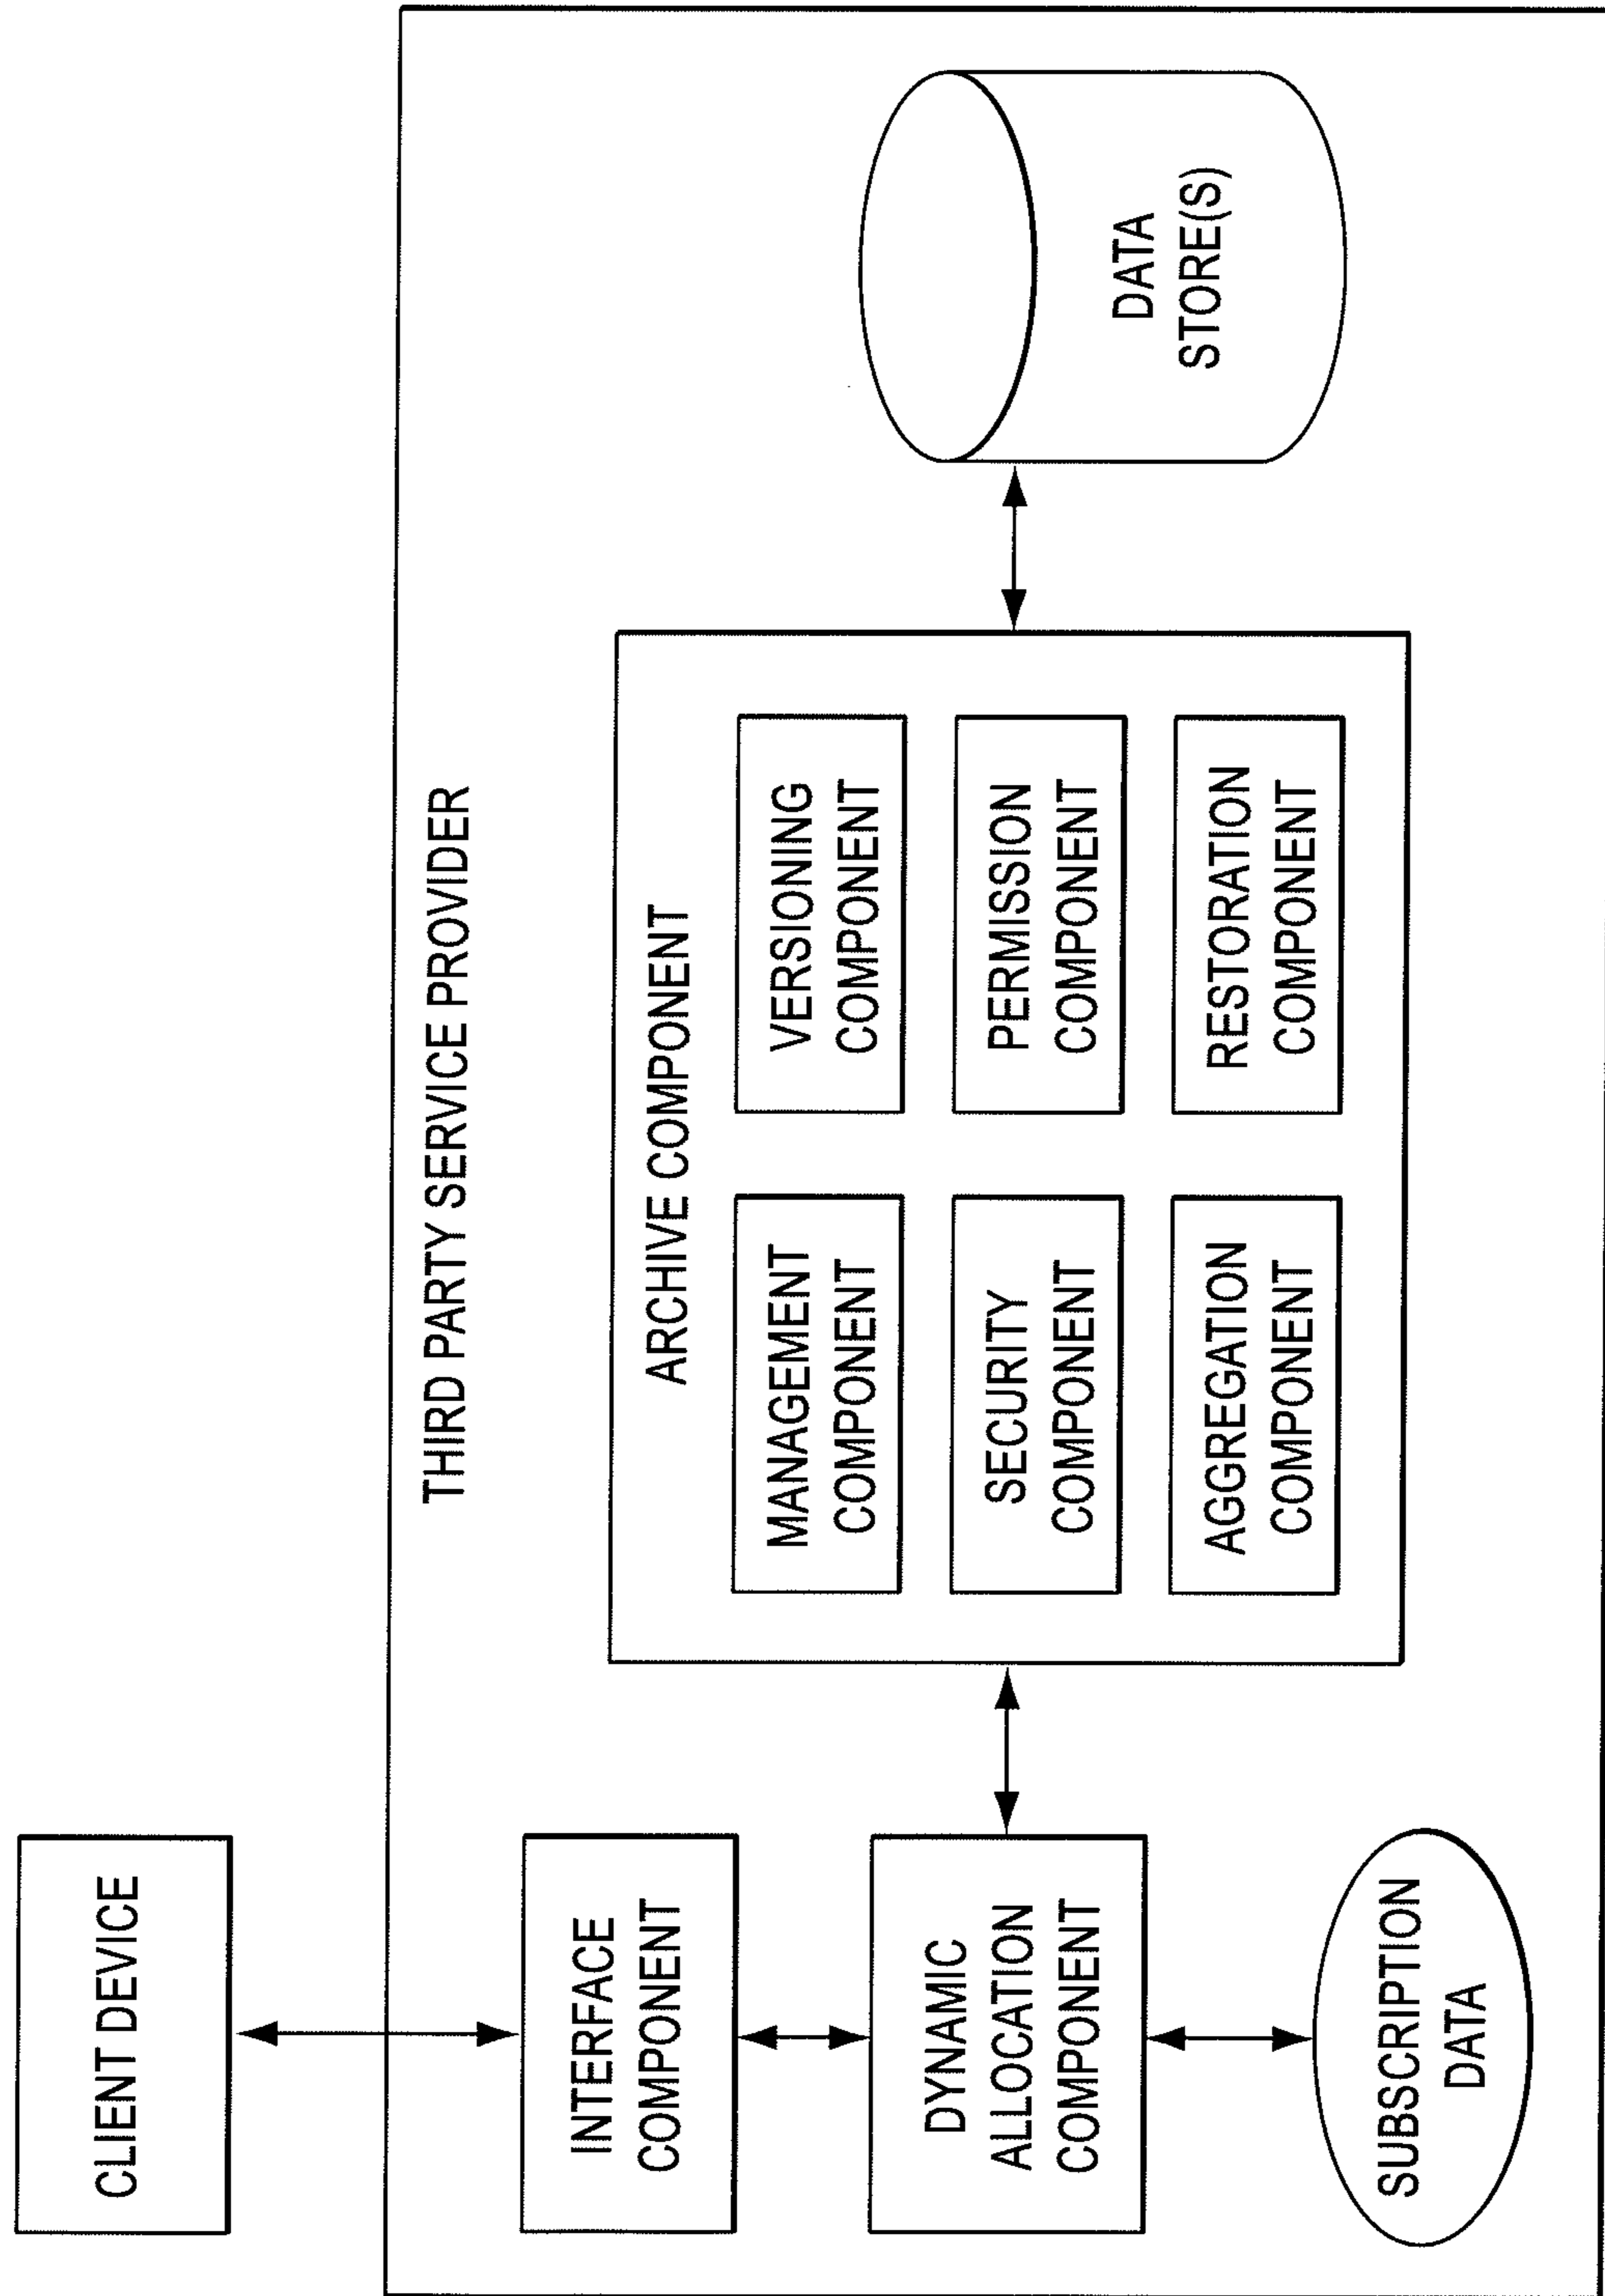 CLIENT DEVICE
THIRD PARTY SERVICE PROVIDER
INTERFACE
COMPONENT
DYNAMIC
ALLOCATION
COMPONENT
SUBSCRIPTION
DATA
ARCHIVE COMPONENT
MANAGEMENT
COMPONENT
VERSIONING
COMPONENT
SECURITY
COMPONENT
PERMISSION
COMPONENT
AGGREGATION
COMPONENT
RESTORATION
COMPONENT
DATA
STORE(S)